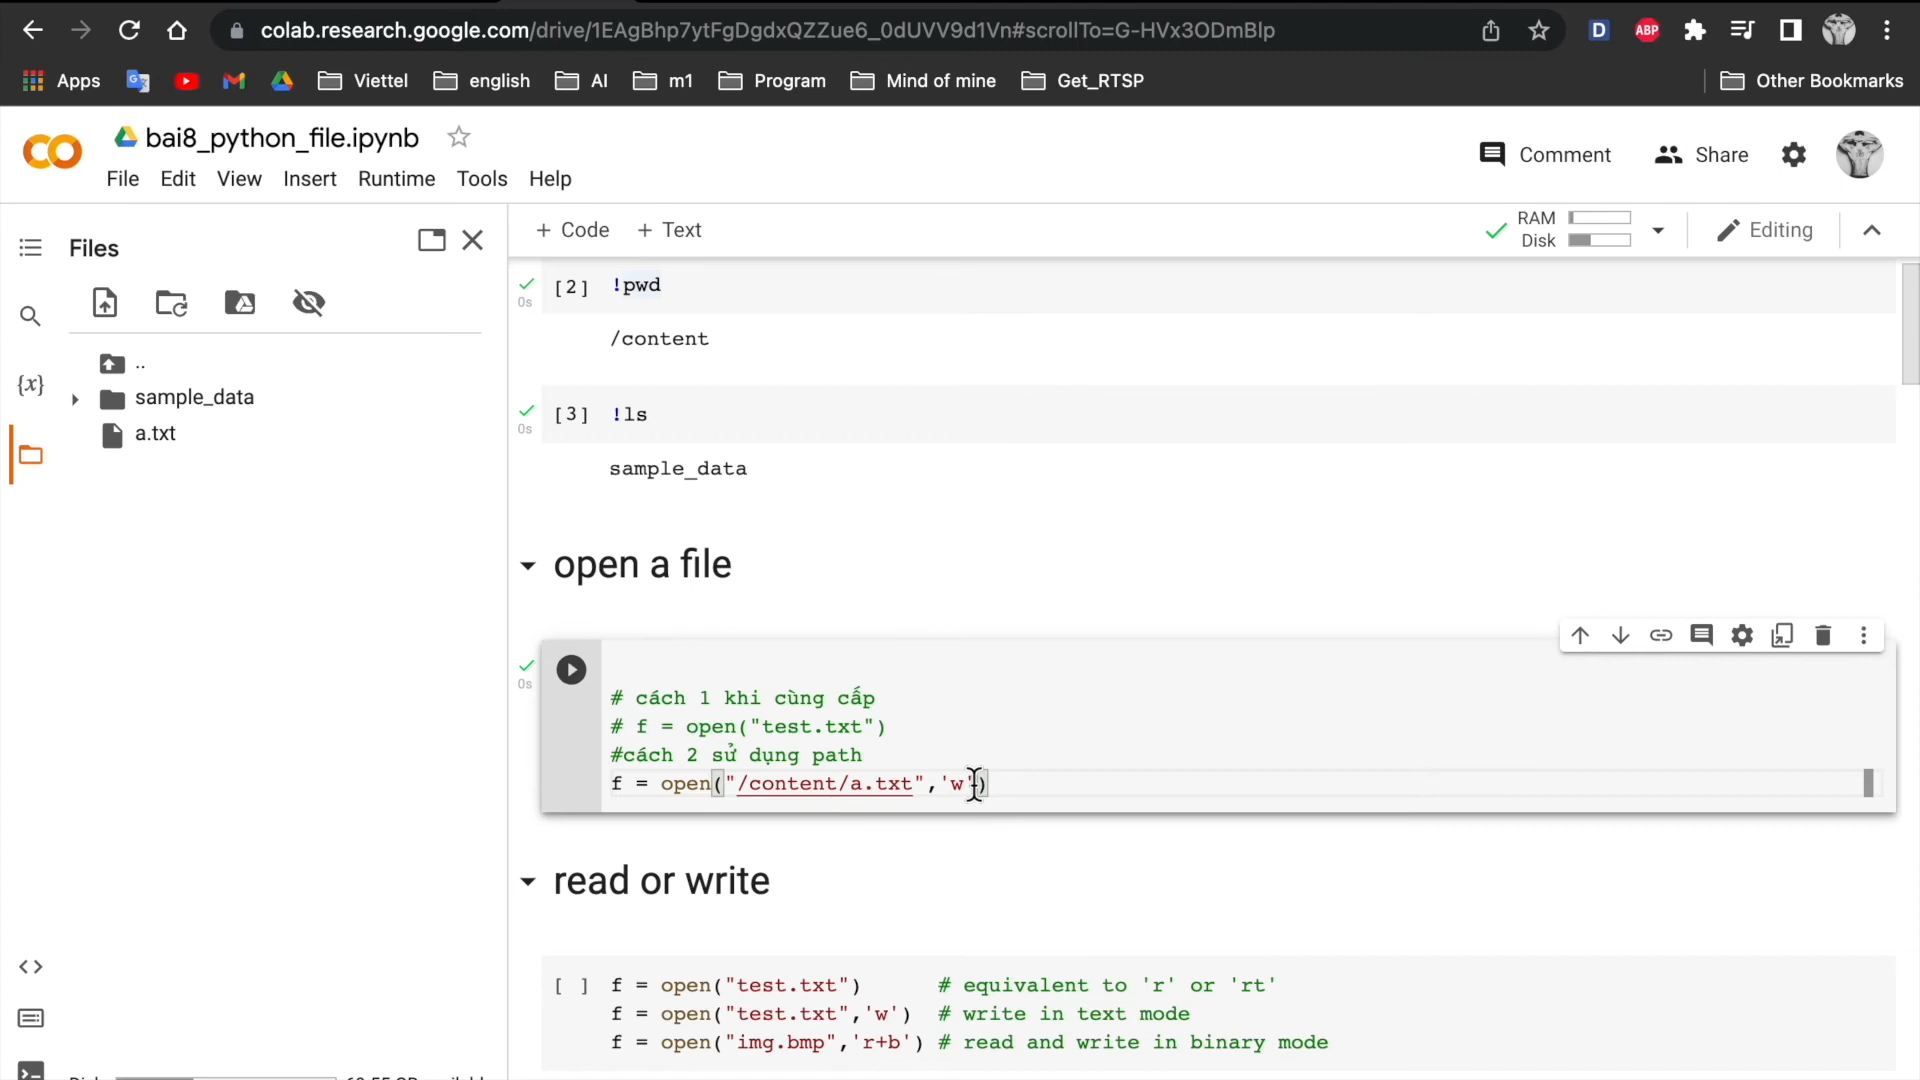 colab.research.google.com/drive/1EAgBhp7ytFgDgdxQZZue6_0dUVV9d1Vn#scrollTo=G-HVx3ODmBlp
D
ABP
Apps
Viettel
english
AI
m1
Program
Mind of mine
Get_RTSP
Other Bookmarks
bai8_python_file.ipynb
Comment
Share
File Edit View Insert Runtime Tools Help
Files
+ Code + Text
RAM
Disk
Editing
..
sample_data
a.txt
{x}
0s
[2] !pwd
/content
0s
[3] !ls
sample_data
open a file
0s
# cách 1 khi cùng cấp
# f = open("test.txt")
#cách 2 sử dụng path
f = open("/content/a.txt",'w')
read or write
[ ] f = open("test.txt") # equivalent to 'r' or 'rt'
f = open("test.txt",'w') # write in text mode
f = open("img.bmp",'r+b') # read and write in binary mode